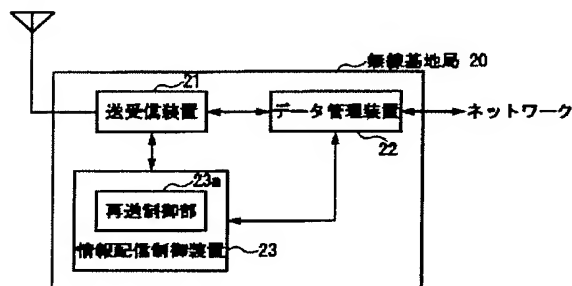 無線基地局 20
21
送受信装置
データ管理装置
ネットワーク
22
23a
再送制御部
情報配信制御装置
23